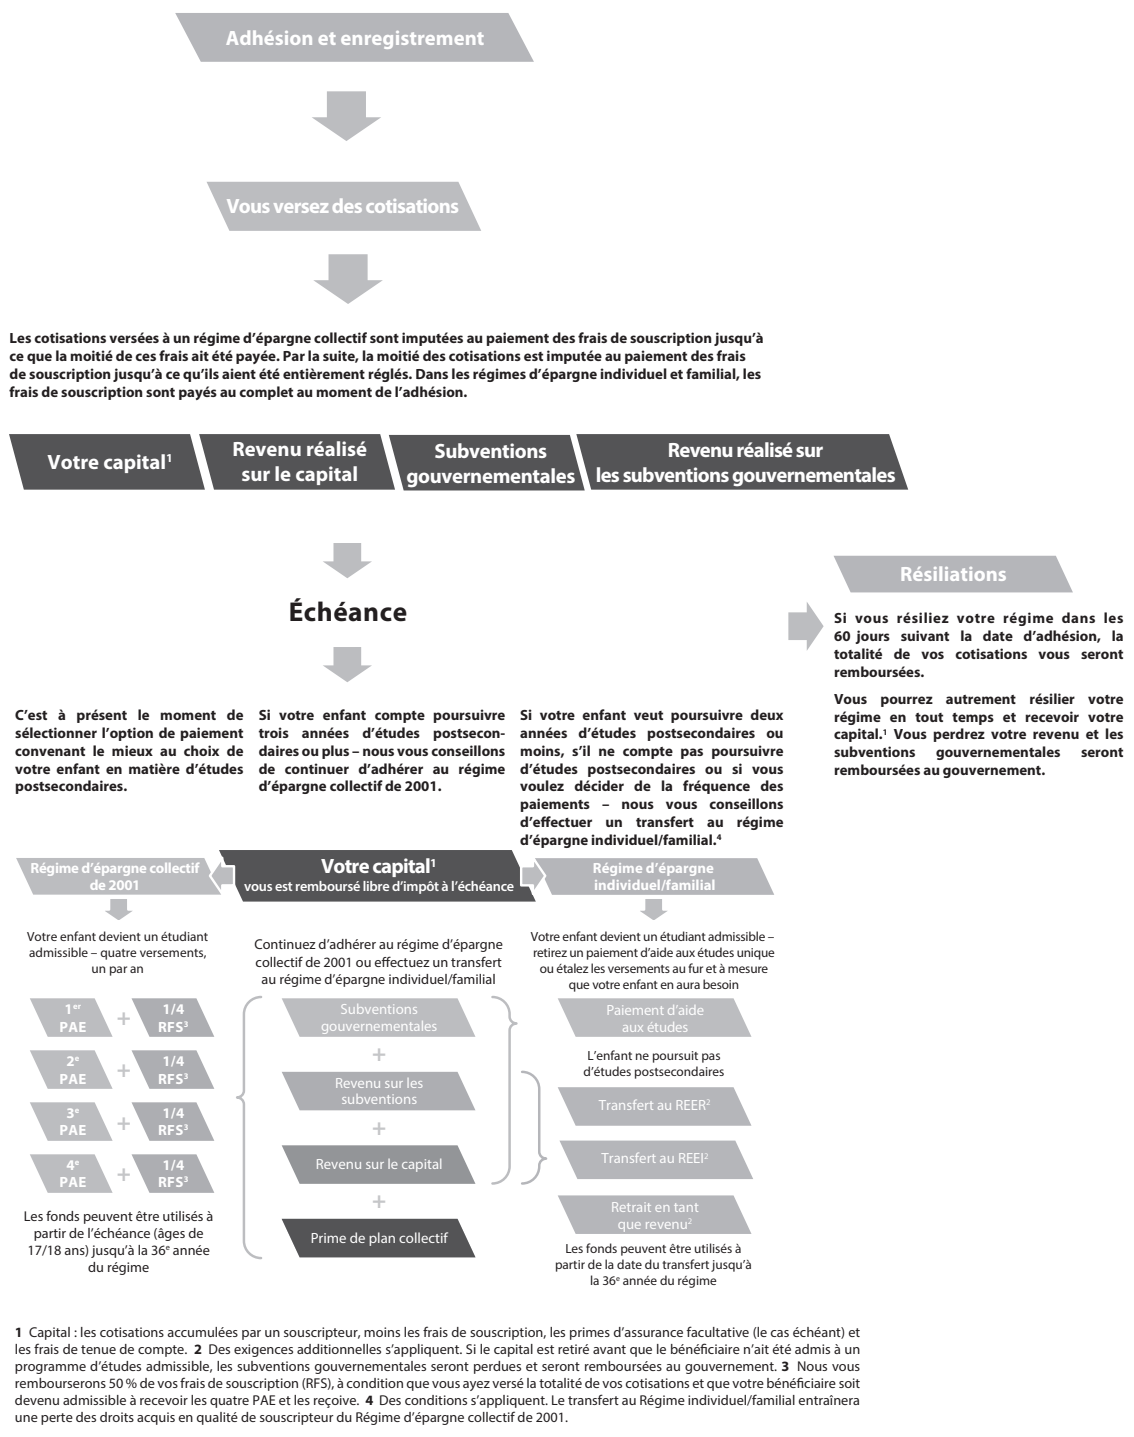 Adhésion et enregistrement
Vous versez des cotisations
Les cotisations versées à un régime d’épargne collectif sont imputées au paiement des frais de souscription jusqu’à
ce que la moitié de ces frais ait été payée. Par la suite, la moitié des cotisations est imputée au paiement des frais
de souscription jusqu’à ce qu’ils aient été entièrement réglés. Dans les régimes d’épargne individuel et familial, les
frais de souscription sont payés au complet au moment de l’adhésion.
Votre capital¹
Revenu réalisé
sur le capital
Subventions
gouvernementales
Revenu réalisé sur
les subventions gouvernementales
Échéance
Résiliations
Si vous résiliez votre régime dans les
60 jours suivant la date d’adhésion, la
totalité de vos cotisations vous seront
remboursées.
Vous pourrez autrement résilier votre
régime en tout temps et recevoir votre
capital.¹ Vous perdrez votre revenu et les
subventions gouvernementales seront
remboursées au gouvernement.
C’est à présent le moment de
sélectionner l’option de paiement
convenant le mieux au choix de
votre enfant en matière d’études
postsecondaires.
Si votre enfant compte poursuivre
trois années d’études postsecon-
daires ou plus – nous vous conseillons
de continuer d’adhérer au régime
d’épargne collectif de 2001.
Si votre enfant veut poursuivre deux
années d’études postsecondaires ou
moins, s’il ne compte pas poursuivre
d’études postsecondaires ou si vous
voulez décider de la fréquence des
paiements – nous vous conseillons
d’effectuer un transfert au régime
d’épargne individuel/familial.⁴
Régime d’épargne collectif
de 2001
Votre capital¹
vous est remboursé libre d’impôt à l’échéance
Régime d’épargne
individuel/familial
Votre enfant devient un étudiant
admissible – quatre versements,
un par an
1er
PAE
+
1/4
RFS³
2e
PAE
+
1/4
RFS³
3e
PAE
+
1/4
RFS³
4e
PAE
+
1/4
RFS³
Les fonds peuvent être utilisés à
partir de l’échéance (âges de
17/18 ans) jusqu’à la 36e année
du régime
Continuez d’adhérer au régime d’épargne
collectif de 2001 ou effectuez un transfert
au régime d’épargne individuel/familial
Subventions
gouvernementales
+
Revenu sur les
subventions
+
Revenu sur le capital
+
Prime de plan collectif
Votre enfant devient un étudiant admissible –
retirez un paiement d’aide aux études unique
ou étalez les versements au fur et à mesure
que votre enfant en aura besoin
Paiement d’aide
aux études
L’enfant ne poursuit pas
d’études postsecondaires
Transfert au REER²
Transfert au REEI²
Retrait en tant
que revenu²
Les fonds peuvent être utilisés à
partir de la date du transfert jusqu’à
la 36e année du régime
1 Capital : les cotisations accumulées par un souscripteur, moins les frais de souscription, les primes d’assurance facultative (le cas échéant) et
les frais de tenue de compte. 2 Des exigences additionnelles s’appliquent. Si le capital est retiré avant que le bénéficiaire n’ait été admis à un
programme d’études admissible, les subventions gouvernementales seront perdues et seront remboursées au gouvernement. 3 Nous vous
rembourserons 50 % de vos frais de souscription (RFS), à condition que vous ayez versé la totalité de vos cotisations et que votre bénéficiaire soit
devenu admissible à recevoir les quatre PAE et les reçoive. 4 Des conditions s’appliquent. Le transfert au Régime individuel/familial entraînera
une perte des droits acquis en qualité de souscripteur du Régime d’épargne collectif de 2001.